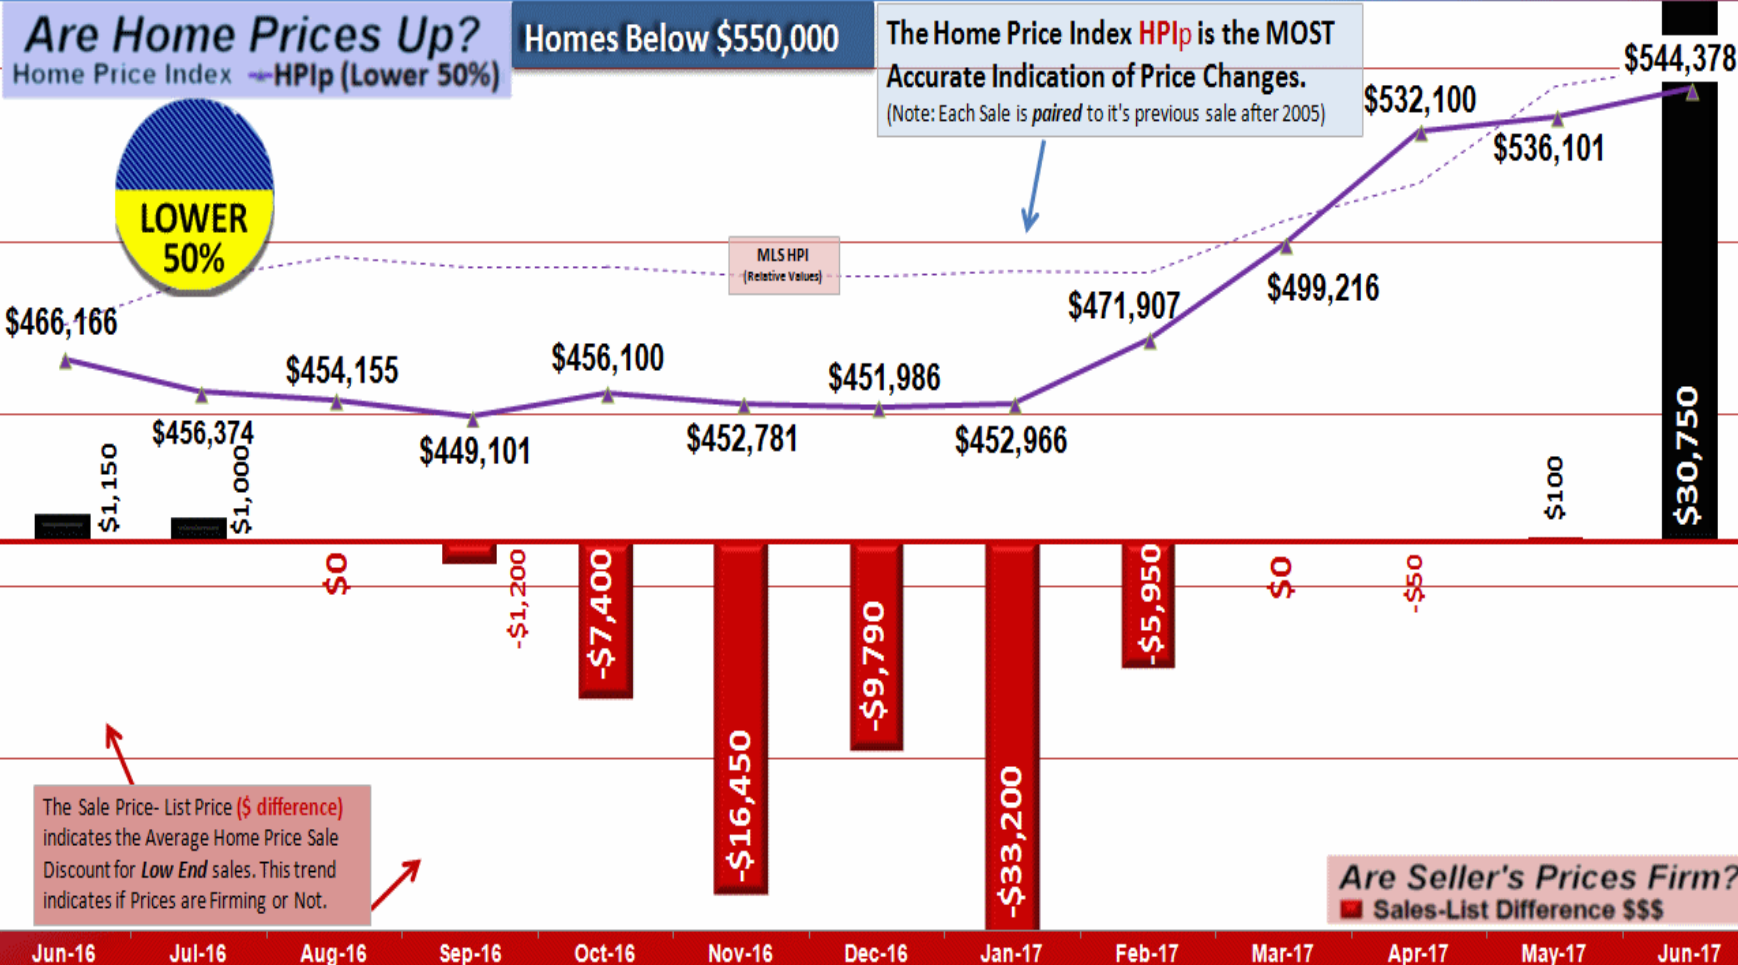 Are Home Prices Up?
Home Price Index HPIp (Lower 50%)
Homes Below $550,000
The Home Price Index HPIp is the MOST
Accurate Indication of Price Changes.
(Note: Each Sale is paired to it's previous sale after 2005)
LOWER
50%
MLS HPI
(Relative Values)
$466,166
$456,374
$454,155
$449,101
$456,100
$452,781
$451,986
$452,966
$471,907
$499,216
$532,100
$536,101
$544,378
$1,150
$1,000
$0
-$1,200
-$7,400
-$16,450
-$9,790
-$33,200
-$5,950
$0
-$50
$100
$30,750
The Sale Price- List Price ($ difference)
indicates the Average Home Price Sale
Discount for Low End sales. This trend
indicates if Prices are Firming or Not.
Are Seller's Prices Firm?
Sales-List Difference $$$
Jun-16
Jul-16
Aug-16
Sep-16
Oct-16
Nov-16
Dec-16
Jan-17
Feb-17
Mar-17
Apr-17
May-17
Jun-17